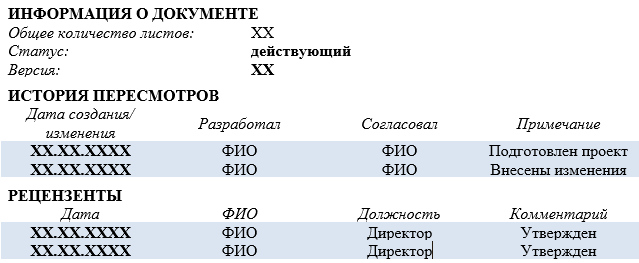 ИНФОРМАЦИЯ О ДОКУМЕНТЕ
Общее количество листов: XX
Статус: действующий
Версия: XX
ИСТОРИЯ ПЕРЕСМОТРОВ
Дата создания/
изменения Разработал Согласовал Примечание
XX.XX.XXXX ФИО ФИО Подготовлен проект
XX.XX.XXXX ФИО ФИО Внесены изменения
РЕЦЕНЗЕНТЫ
Дата ФИО Должность Комментарий
XX.XX.XXXX ФИО Директор Утвержден
XX.XX.XXXX ФИО Директор Утвержден